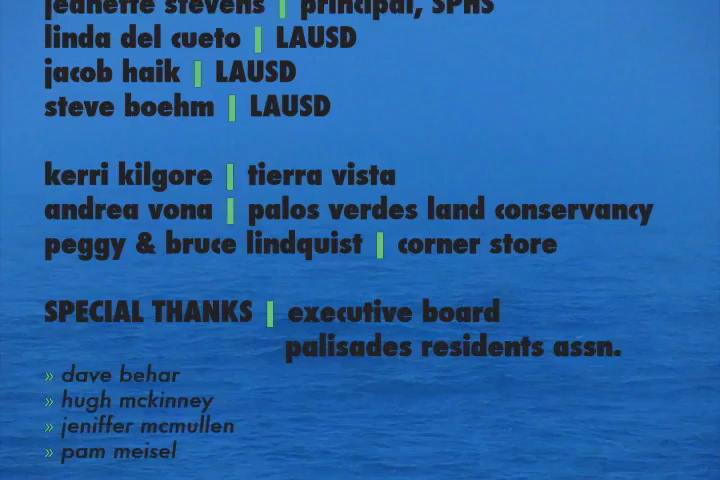 jeanette stevens | principal, SPHS
linda del cueto | LAUSD
jacob haik | LAUSD
steve boehm | LAUSD
kerri kilgore | tierra vista
andrea vona | palos verdes land conservancy
peggy & bruce lindquist | corner store
SPECIAL THANKS | executive board
palisades residents assn.
» dave behar
» hugh mckinney
» jeniffer mcmullen
» pam meisel